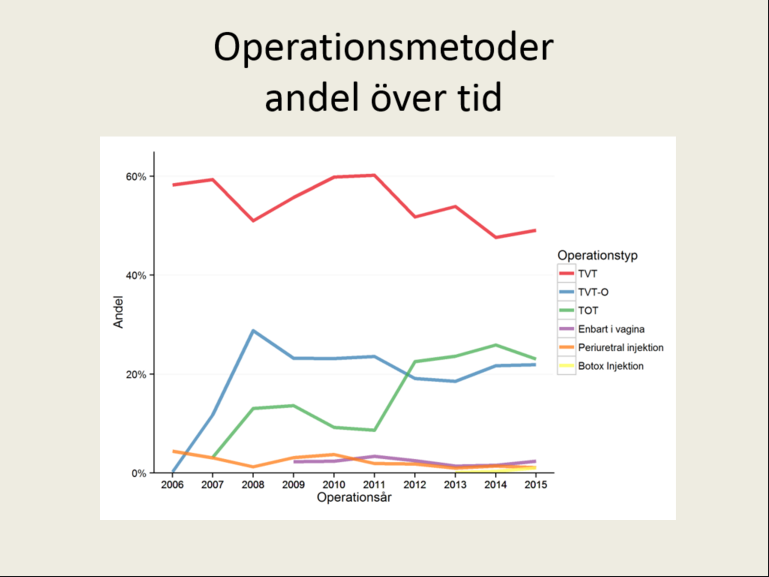 Operationsmetoder
andel över tid
60%
40%
20%
0%
Andel
2006 2007 2008 2009 2010 2011 2012 2013 2014 2015
Operationsår
Operationstyp
TVT
TVT-O
TOT
Enbart i vagina
Periuretral injektion
Botox Injektion